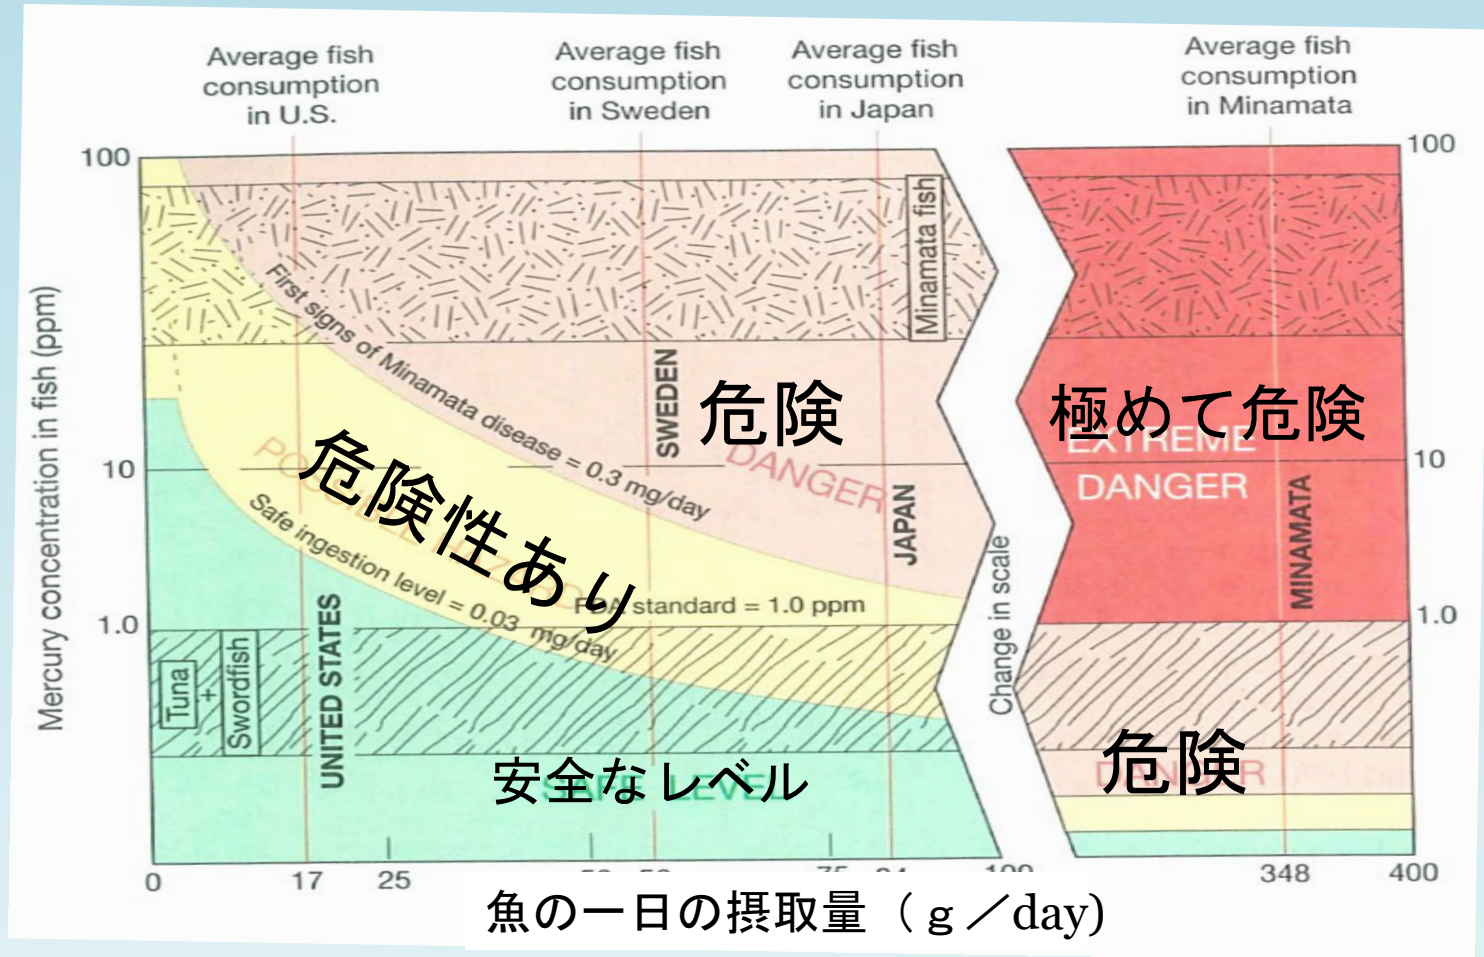 Average fish
consumption
in U.S.
Average fish
consumption
in Sweden
Average fish
consumption
in Japan
Average fish
consumption
in Minamata
100
10
1.0
Mercury concentration in fish (ppm)
100
10
1.0
Minamata fish
First signs of Minamata disease = 0.3 mg/day
Safe ingestion level = 0.03 mg/day
FDA standard = 1.0 ppm
SWEDEN
危険
DANGER
JAPAN
危険性あり
Tuna
+
Swordfish
UNITED STATES
安全なレベル
SAFE LEVEL
Change in scale
極めて危険
EXTREME
DANGER
MINAMATA
危険
DANGER
0
17
25
75
100
348
400
魚の一日の摂取量（ｇ／day)